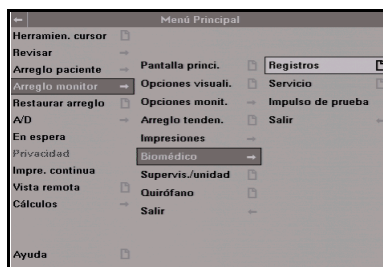 Menú Principal
Herramien. cursor
Revisar
Arreglo paciente
Arreglo monitor
Restaurar arreglo
A/D
En espera
Privacidad
Impre. continua
Vista remota
Cálculos
Ayuda
Pantalla princi.
Opciones visuali.
Opciones monit.
Arreglo tenden.
Impresiones
Biomédico
Supervis./unidad
Quirófano
Salir
Registros
Servicio
Impulso de prueba
Salir